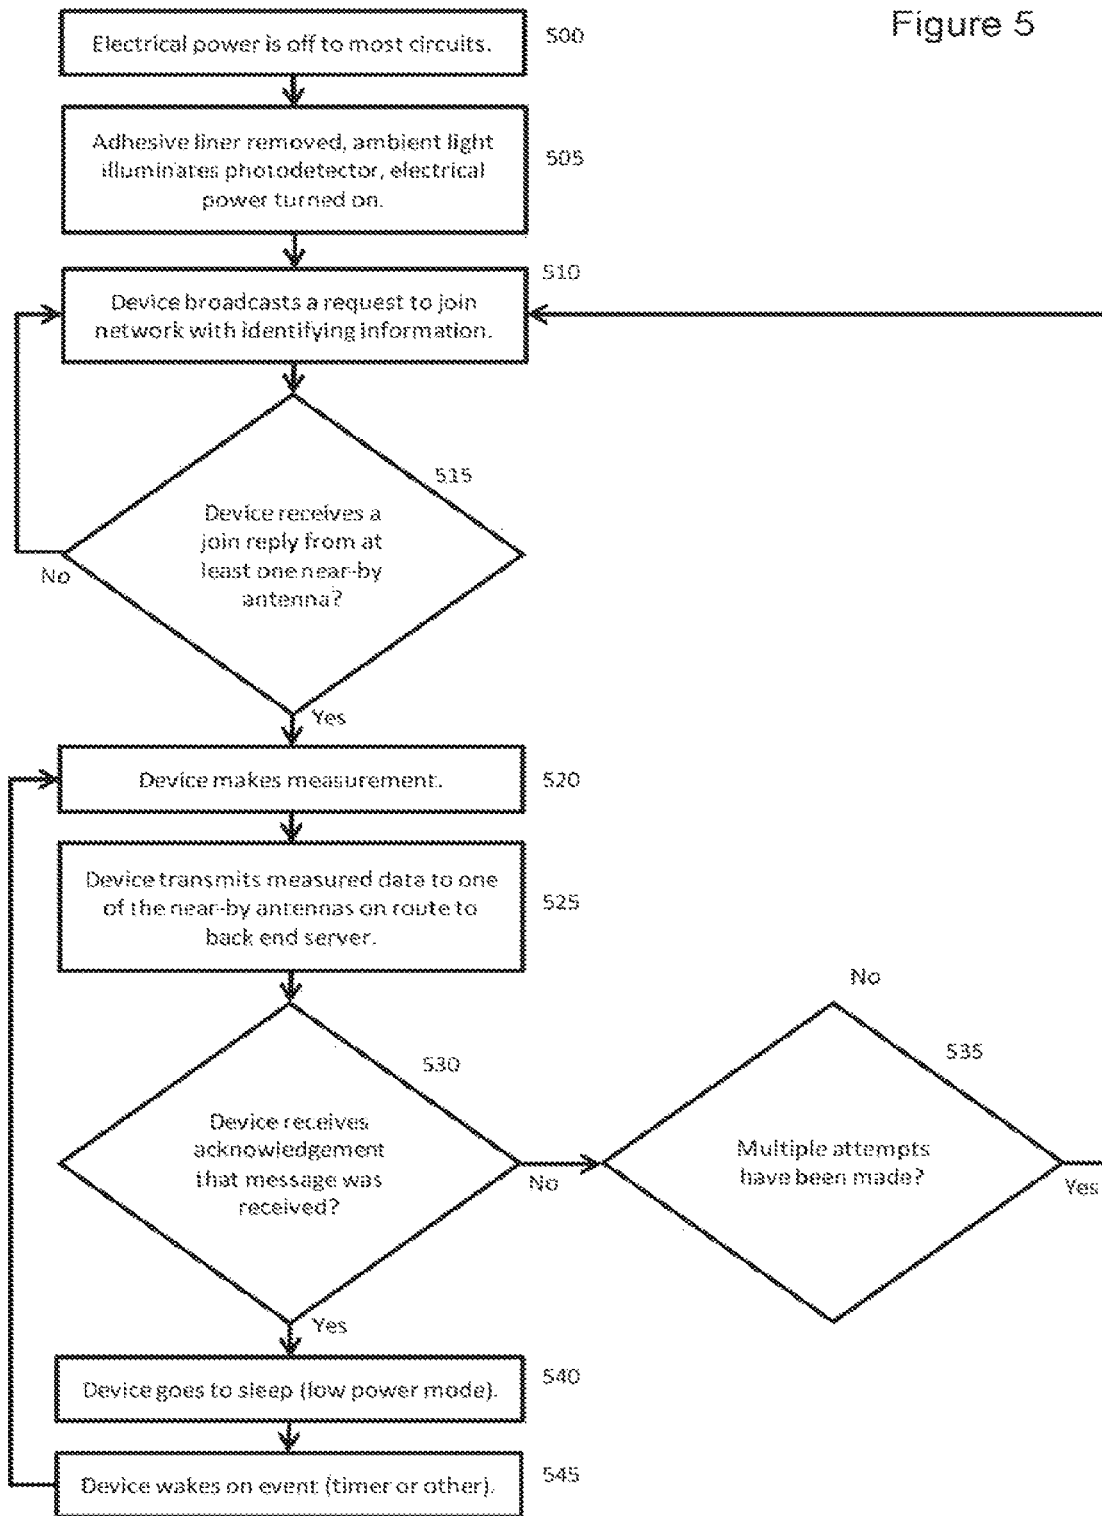 Figure 5
Electrical power is off to most circuits.
500
Adhesive liner removed, ambient light
illuminates photodetector, electrical
power turned on.
505
510
Device broadcasts a request to join
network with identifying information.
515
Device receives a
join reply from at
least one near-by
antenna?
No
Yes
Device makes measurement.
520
Device transmits measured data to one
of the near-by antennas on route to
back end server.
525
No
530
535
Device receives
acknowledgement
that message was
received?
No
Multiple attempts
have been made?
Yes
Yes
Device goes to sleep (low power mode).
540
Device wakes on event (timer or other).
545